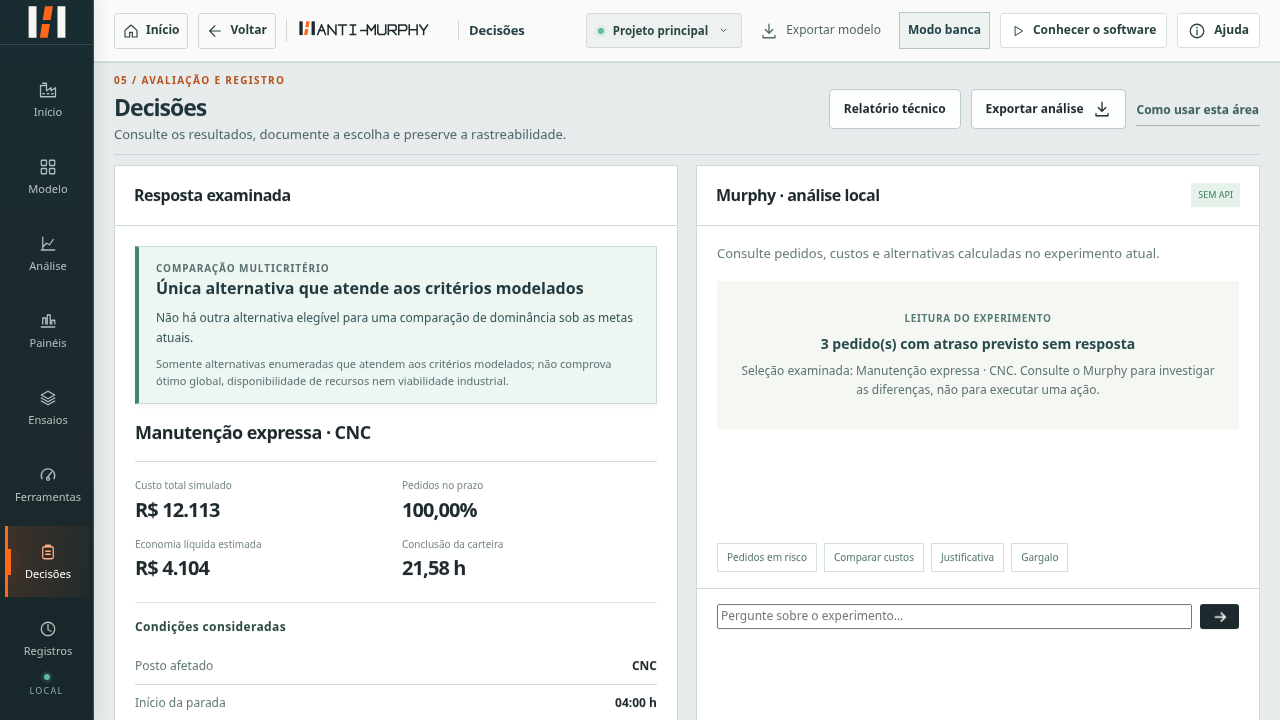 Início
Voltar
ANTI-MURPHY
Decisões
Projeto principal
Exportar modelo
Modo banca
Conhecer o software
Ajuda
Início
Modelo
Análise
Painéis
Ensaios
Ferramentas
Decisões
Registros
LOCAL
05 / AVALIAÇÃO E REGISTRO
Decisões
Consulte os resultados, documente a escolha e preserve a rastreabilidade.
Relatório técnico
Exportar análise
Como usar esta área
Resposta examinada
COMPARAÇÃO MULTICRITÉRIO
Única alternativa que atende aos critérios modelados
Não há outra alternativa elegível para uma comparação de dominância sob as metas
atuais.
Somente alternativas enumeradas que atendem aos critérios modelados; não comprova
ótimo global, disponibilidade de recursos nem viabilidade industrial.
Manutenção expressa · CNC
Custo total simulado
R$ 12.113
Pedidos no prazo
100,00%
Economia líquida estimada
R$ 4.104
Conclusão da carteira
21,58 h
Condições consideradas
Posto afetado
CNC
Início da parada
04:00 h
Murphy · análise local
SEM API
Consulte pedidos, custos e alternativas calculadas no experimento atual.
LEITURA DO EXPERIMENTO
3 pedido(s) com atraso previsto sem resposta
Seleção examinada: Manutenção expressa · CNC. Consulte o Murphy para investigar
as diferenças, não para executar uma ação.
Pedidos em risco
Comparar custos
Justificativa
Gargalo
Pergunte sobre o experimento...